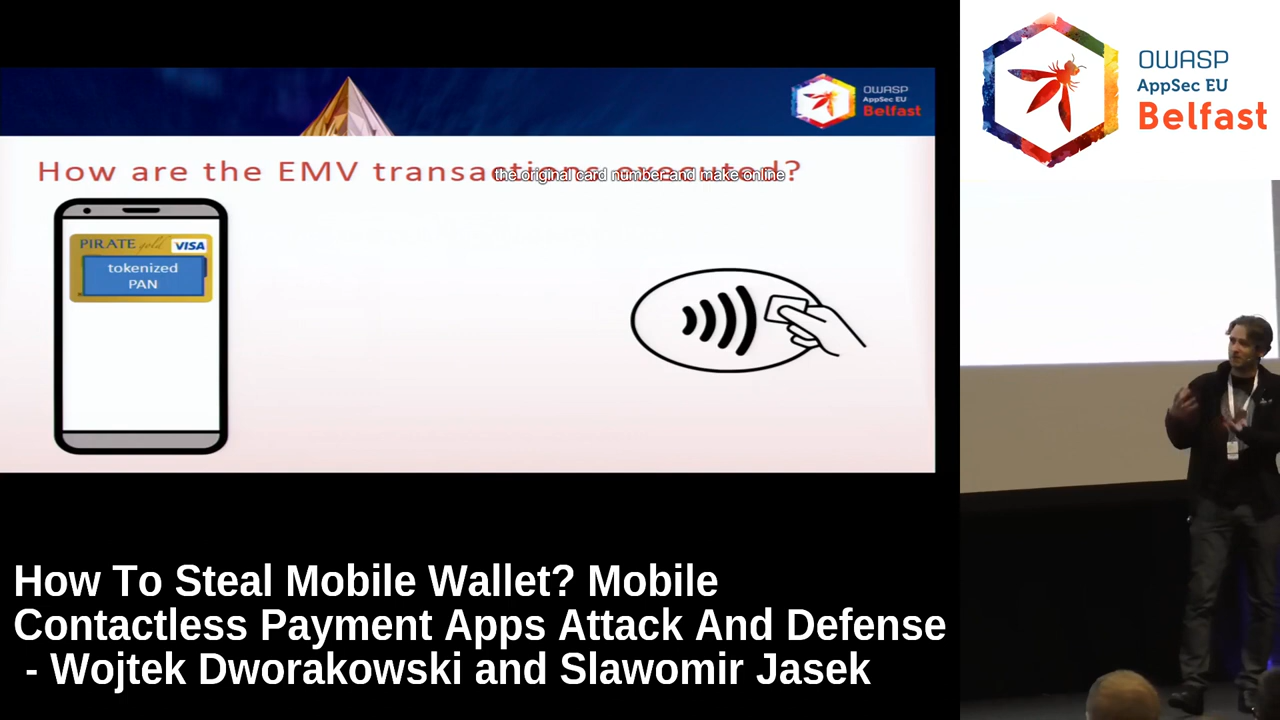 OWASP
AppSec EU
Belfast
OWASP
AppSec EU
Belfast
How are the EMV transactions executed?
the original card number and make online
PIRATE gold VISA
tokenized
PAN
How To Steal Mobile Wallet? Mobile
Contactless Payment Apps Attack And Defense
- Wojtek Dworakowski and Slawomir Jasek